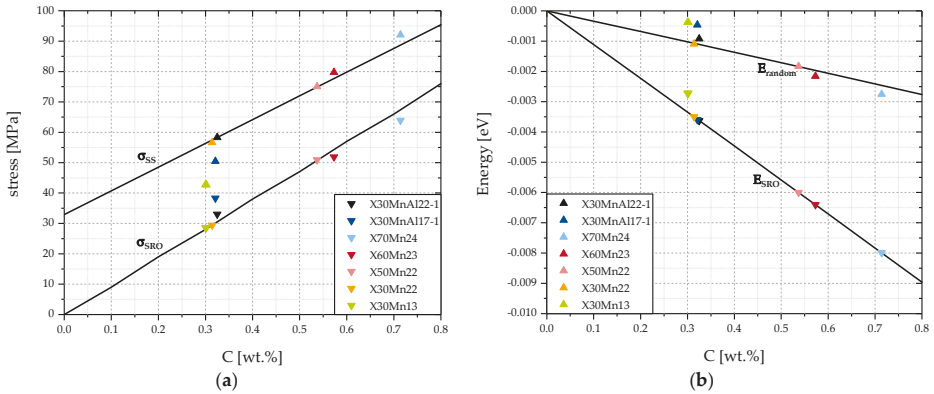 100
90
80
70
60
50
40
30
20
10
0
stress [MPa]
σSS
σSRO
X30MnAl22-1
X30MnAl17-1
X70Mn24
X60Mn23
X50Mn22
X30Mn22
X30Mn13
0.0 0.1 0.2 0.3 0.4 0.5 0.6 0.7 0.8
C [wt.%]
(a)
0.000
-0.001
-0.002
-0.003
-0.004
-0.005
-0.006
-0.007
-0.008
-0.009
-0.010
Energy [eV]
Erandom
ESRO
X30MnAl22-1
X30MnAl17-1
X70Mn24
X60Mn23
X50Mn22
X30Mn22
X30Mn13
0.0 0.1 0.2 0.3 0.4 0.5 0.6 0.7 0.8
C [wt.%]
(b)